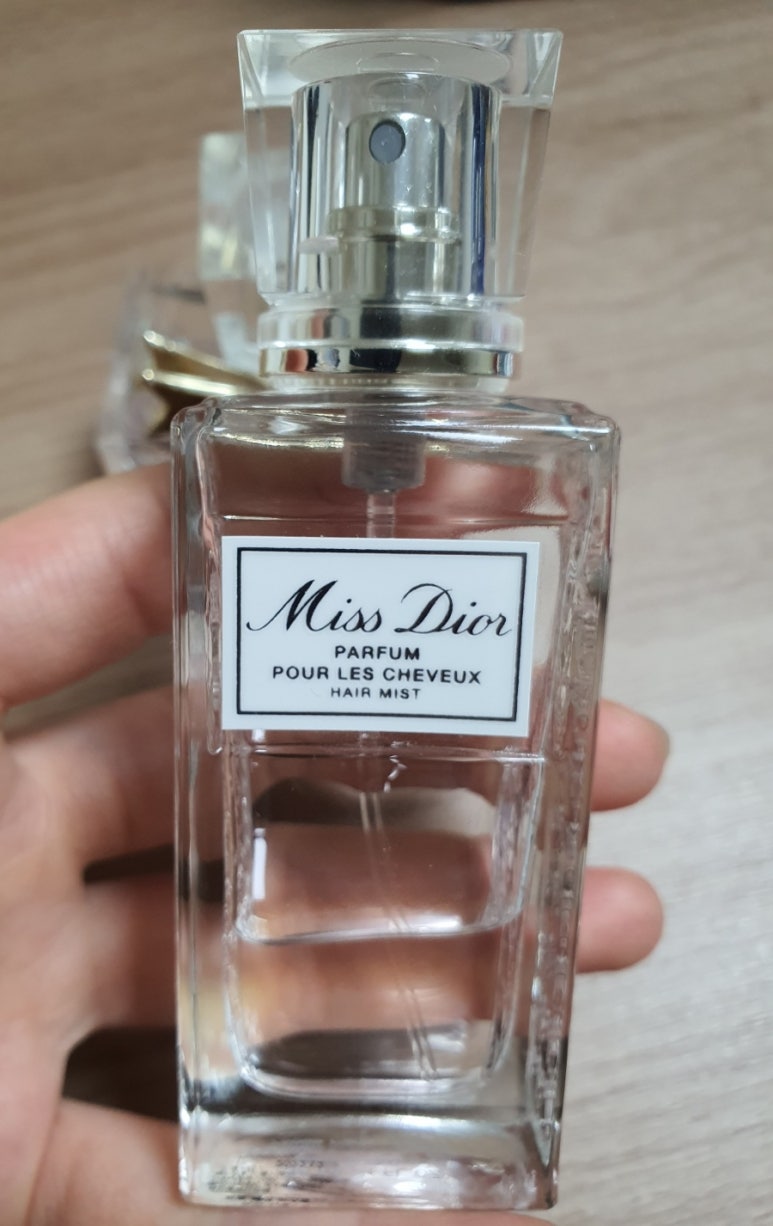 Miss Dior
PARFUM
POUR LES CHEVEUX
HAIR MIST